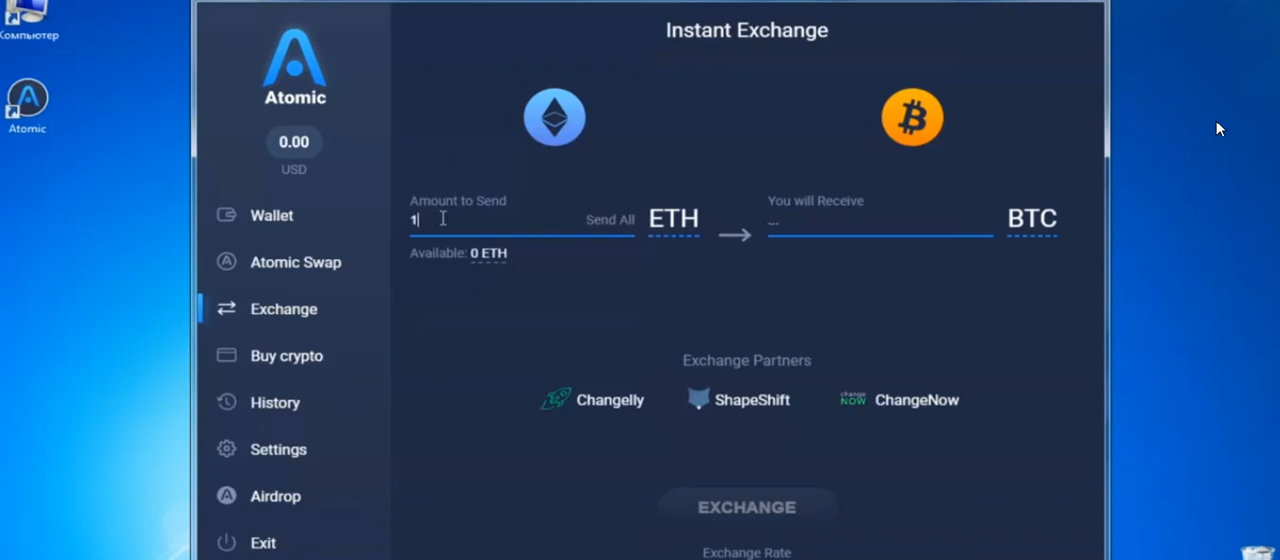 Компьютер
Atomic
Atomic
0.00
USD
Wallet
Atomic Swap
Exchange
Buy crypto
History
Settings
Airdrop
Exit
Instant Exchange
Amount to Send
You will Receive
1
Send All
ETH
...
BTC
Available: 0 ETH
Exchange Partners
Changelly
ShapeShift
change NOW
ChangeNow
EXCHANGE
Exchange Rate